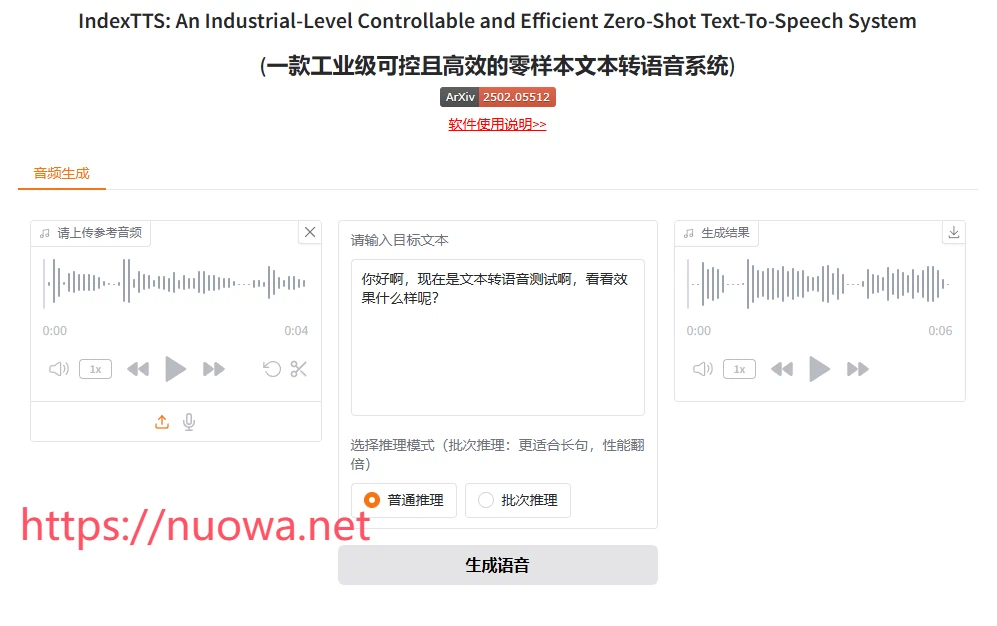 IndexTTS: An Industrial-Level Controllable and Efficient Zero-Shot Text-To-Speech System
(一款工业级可控且高效的零样本文本转语音系统)
ArXiv 2502.05512
软件使用说明>>
音频生成
请上传参考音频
0:00
0:04
1x
请输入目标文本
你好啊，现在是文本转语音测试啊，看看效
果什么样呢?
选择推理模式（批次推理：更适合长句，性能翻
倍）
普通推理
批次推理
生成语音
生成结果
0:00
0:06
1x
https://nuowa.net